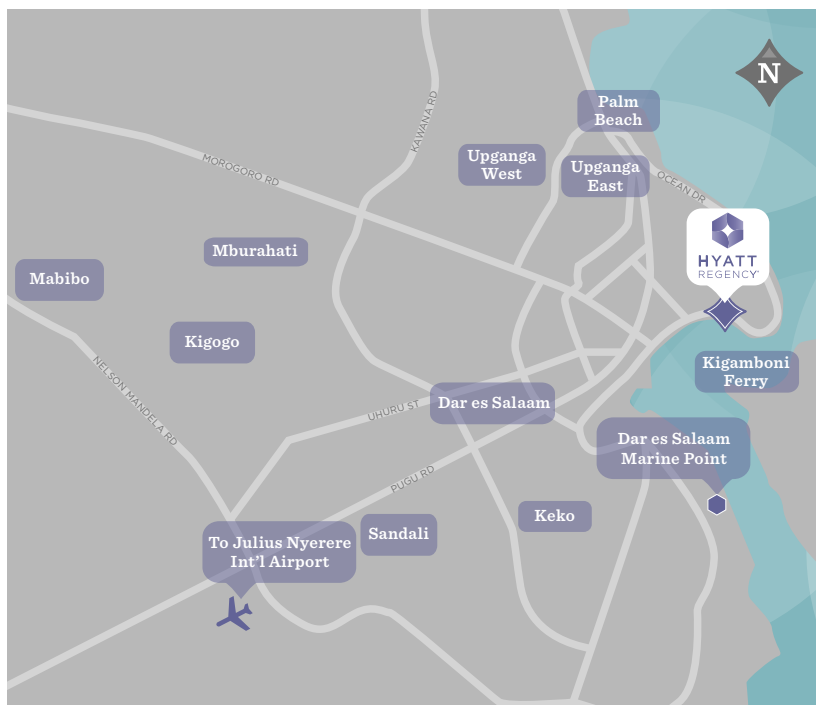 N
Palm
Beach
KAWANA RD
Upganga
West
Upganga
East
MOROGORO RD
OCEAN DR
HYATT
REGENCY
Mburahati
Mabibo
Kigogo
Kigamboni
Ferry
NELSON MANDELA RD
UHURU ST
Dar es Salaam
Dar es Salaam
Marine Point
PUGU RD
Keko
Sandali
To Julius Nyerere
Int'l Airport